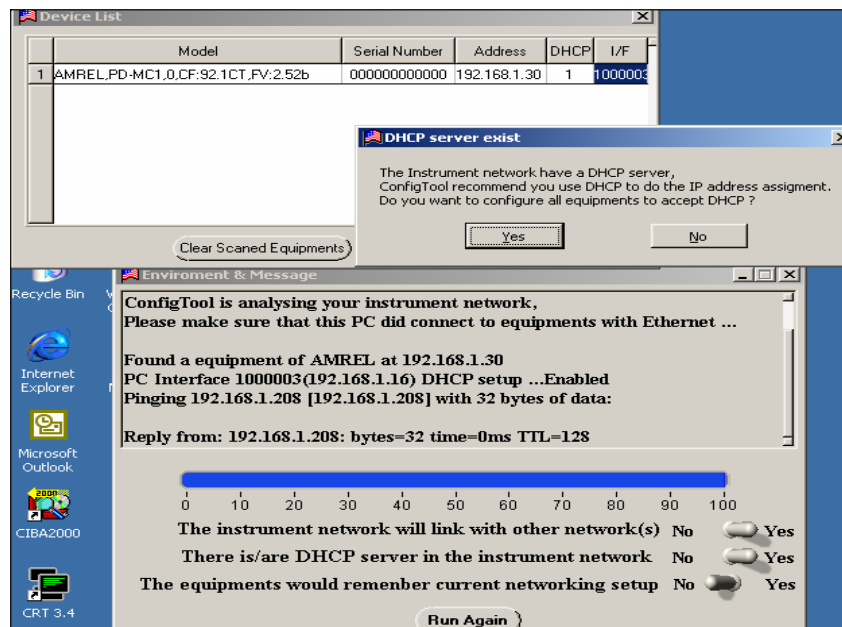 Device List
Model Serial Number Address DHCP I/F
1 AMREL,PD-MC1,0,CF:92.1CT,FV:2.52b 000000000000 192.168.1.30 1 1000003
DHCP server exist
The Instrument network have a DHCP server,
ConfigTool recommend you use DHCP to do the IP address assigment.
Do you want to configure all equipments to accept DHCP ?
Yes No
Clear Scaned Equipments
Enviroment & Message
ConfigTool is analysing your instrument network,
Please make sure that this PC did connect to equipments with Ethernet ...
Found a equipment of AMREL at 192.168.1.30
PC Interface 1000003(192.168.1.16) DHCP setup ...Enabled
Pinging 192.168.1.208 [192.168.1.208] with 32 bytes of data:
Reply from: 192.168.1.208: bytes=32 time=0ms TTL=128
0 10 20 30 40 50 60 70 80 90 100
The instrument network will link with other network(s) No Yes
There is/are DHCP server in the instrument network No Yes
The equipments would remenber current networking setup No Yes
Run Again
Recycle Bin
Internet
Explorer
Microsoft
Outlook
2000
CIBA2000
CRT 3.4